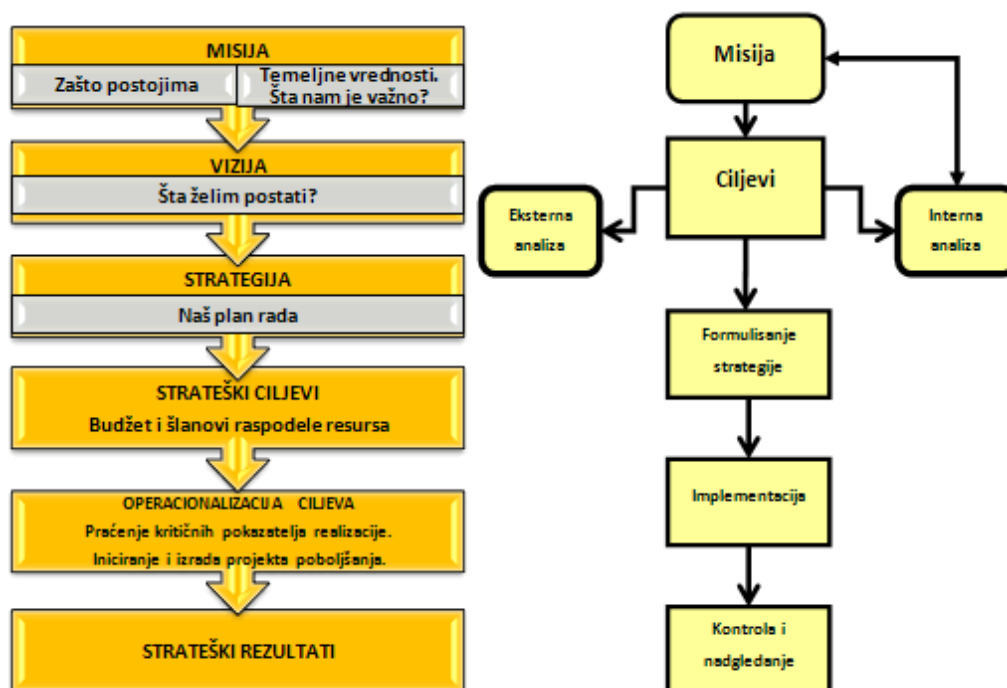 MISIJA
Zašto postojima
Temeljne vrednosti.
Šta nam je važno?
VIZIJA
Šta želim postati?
STRATEGIJA
Naš plan rada
STRATEŠKI CILJEVI
Budžet i šlanovi raspodele resursa
OPERACIONALIZACIJA CILJEVA
Praćenje kritičnih pokazatelja realizacije.
Iniciranje i izrada projekta poboljšanja.
STRATEŠKI REZULTATI
Misija
Ciljevi
Eksterna
analiza
Interna
analiza
Formulisanje
strategije
Implementacija
Kontrola i
nadgledanje